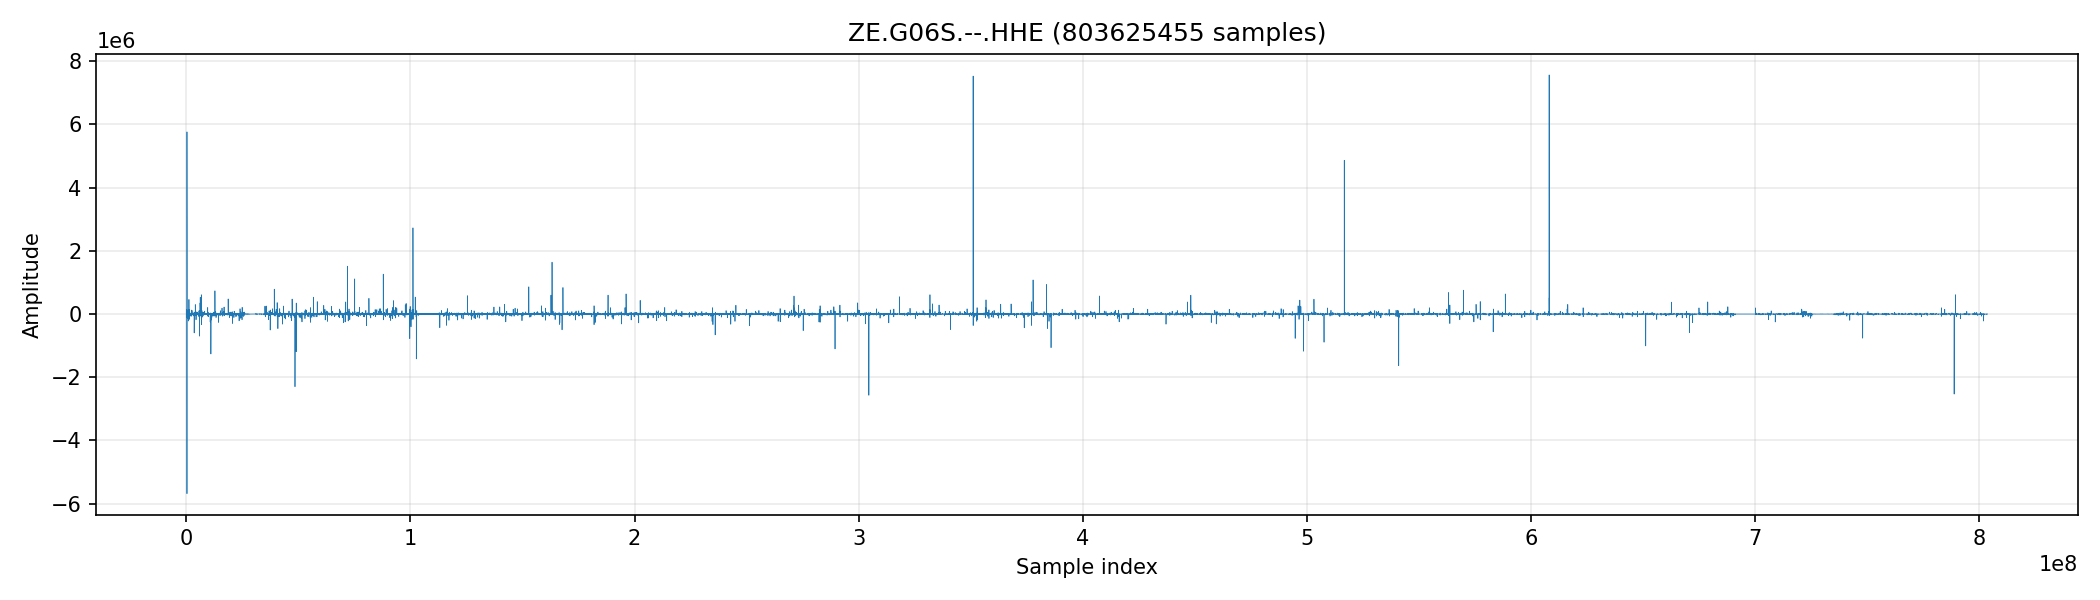 ZE.G06S.--.HHE (803625455 samples)
1e6
8
6
4
2
0
−2
−4
−6
Amplitude
0 1 2 3 4 5 6 7 8
1e8
Sample index